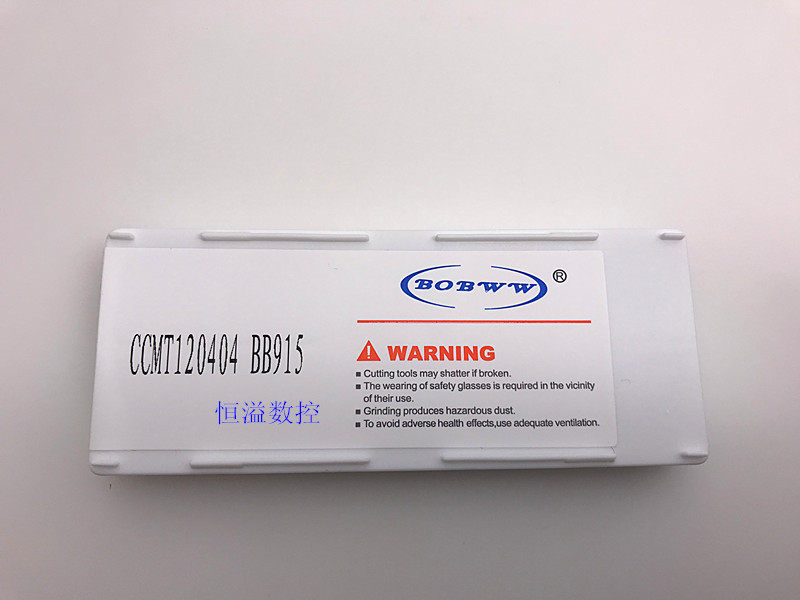 BOBWW®
CCMT120404 BB915
恒溢数控
WARNING
■ Cutting tools may shatter if broken.
■ The wearing of safety glasses is required in the vicinity
of their use.
■ Grinding produces hazardous dust.
■ To avoid adverse health effects,use adequate ventilation.